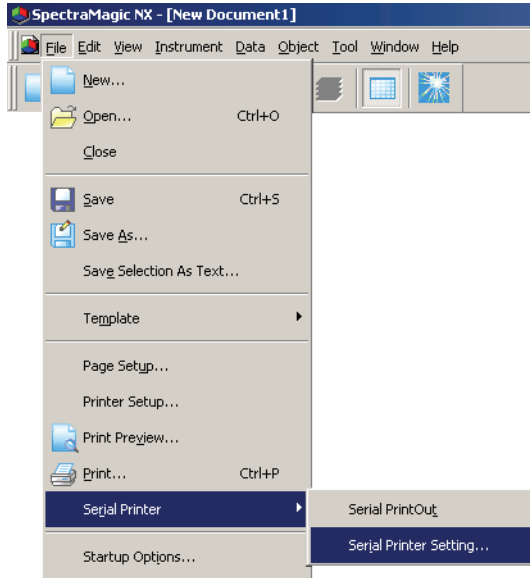 SpectraMagic NX - [New Document1]
File Edit View Instrument Data Object Tool Window Help
New...
Open... Ctrl+O
Close
Save Ctrl+S
Save As...
Save Selection As Text...
Template
Page Setup...
Printer Setup...
Print Preview...
Print... Ctrl+P
Serial Printer
Serial PrintOut
Serial Printer Setting...
Startup Options...